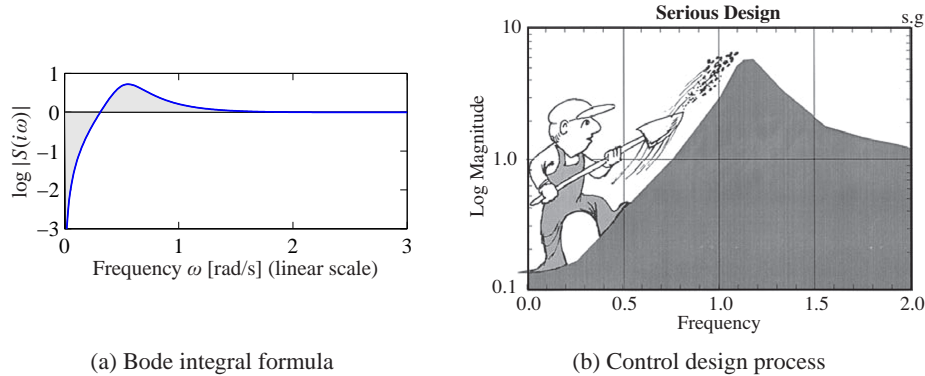 1
0
−1
−2
−3
log |S(iω)|
0
1
2
3
Frequency ω [rad/s] (linear scale)
(a) Bode integral formula
Serious Design
s.g
10
1.0
0.1
Log Magnitude
0.0
0.5
1.0
1.5
2.0
Frequency
(b) Control design process